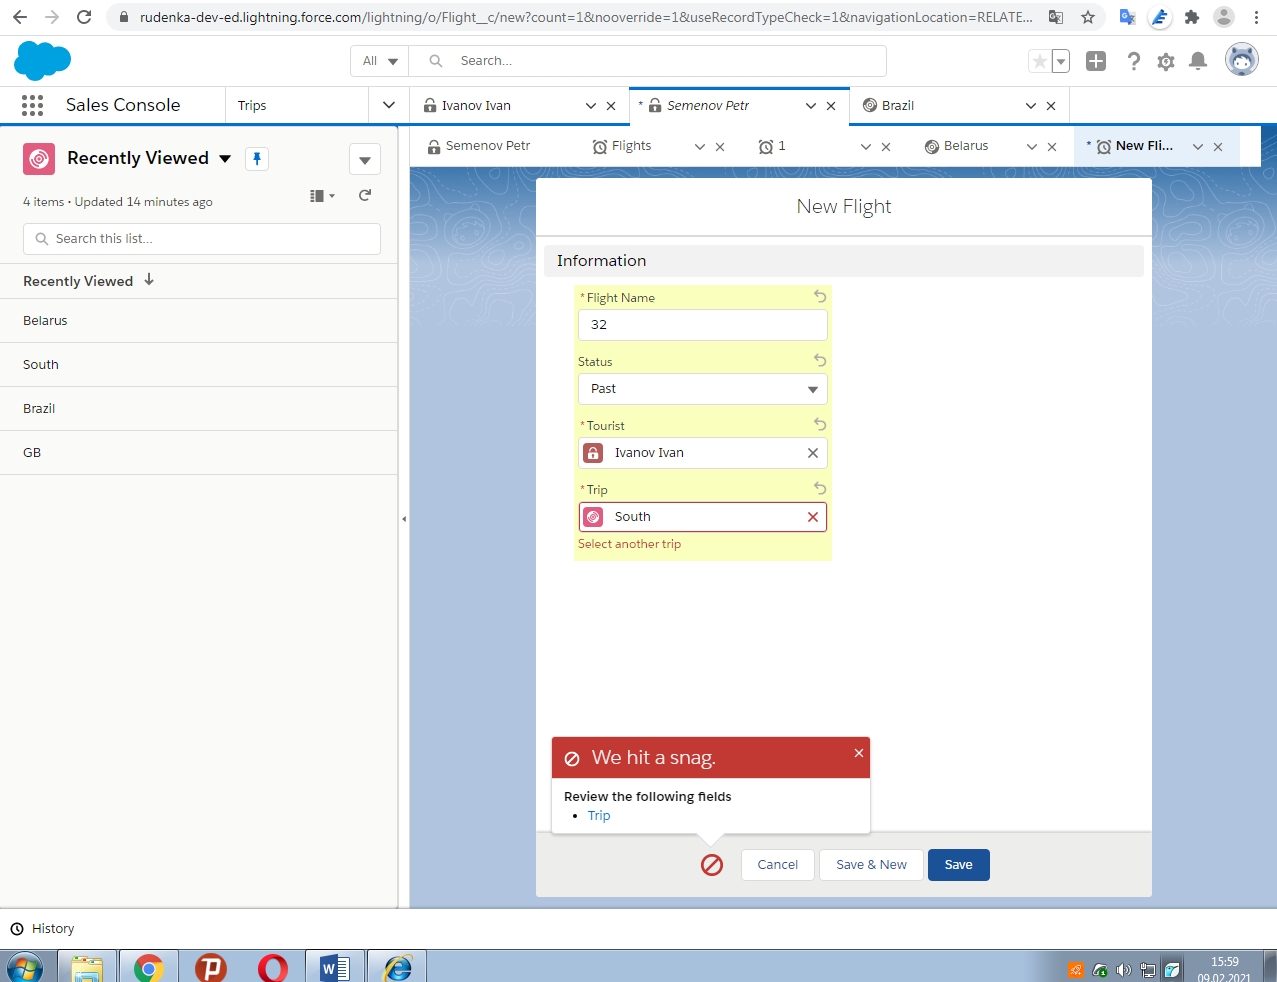 rudenka-dev-ed.lightning.force.com/lightning/o/Flight__c/new?count=1&nooverride=1&useRecordTypeCheck=1&navigationLocation=RELATE...
All
Search...
Sales Console
Trips
Ivanov Ivan
* Semenov Petr
Brazil
Recently Viewed
Semenov Petr
Flights
1
Belarus
* New Fli...
4 items • Updated 14 minutes ago
Search this list...
Recently Viewed
Belarus
South
Brazil
GB
New Flight
Information
* Flight Name
32
Status
Past
* Tourist
Ivanov Ivan
* Trip
South
Select another trip
We hit a snag.
Review the following fields
• Trip
Cancel
Save & New
Save
History
15:59
09.02.2021